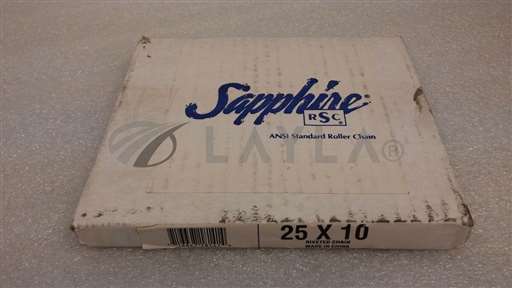 Sapphire®
RSC®
ANSI Standard Roller Chain
LAYLA®
25 X 10
RIVETED CHAIN
MADE IN CHINA